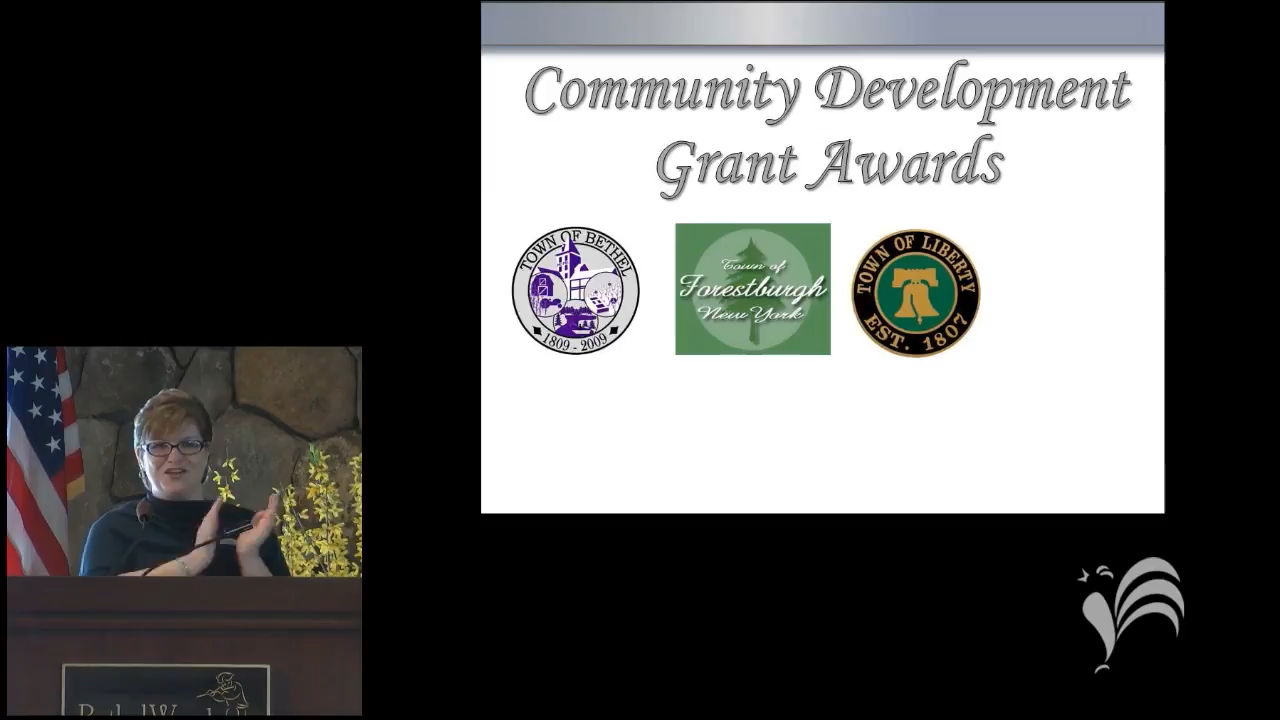 Community Development
Grant Awards
TOWN OF BETHEL
1809 - 2009
Town of
Forestburgh
New York
TOWN OF LIBERTY
EST. 1807